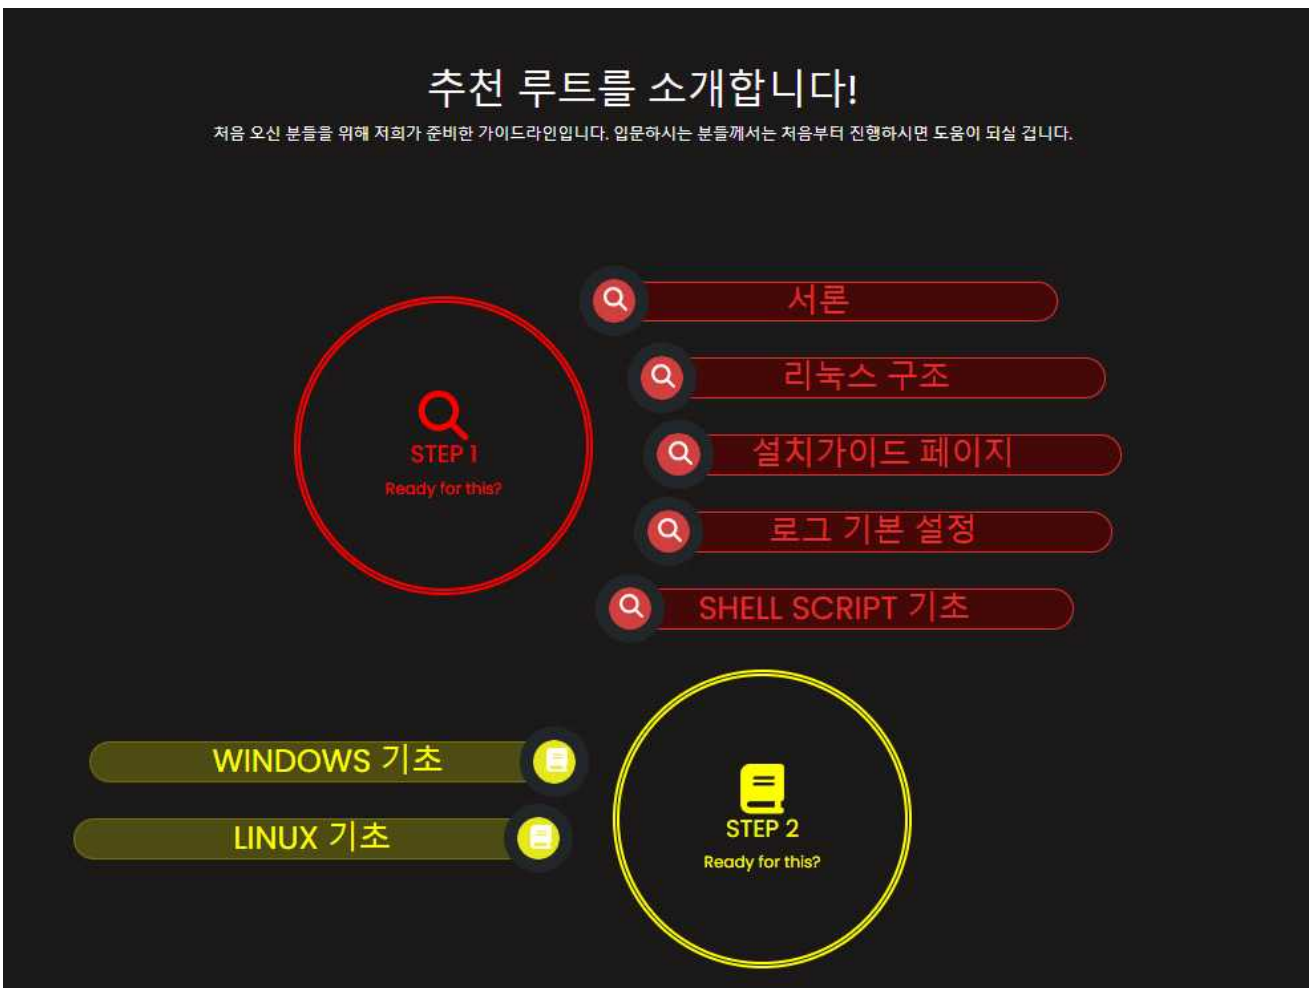 추천 루트를 소개합니다!
처음 오신 분들을 위해 저희가 준비한 가이드라인입니다. 입문하시는 분들께서는 처음부터 진행하시면 도움이 되실 겁니다.
STEP 1
Ready for this?
서론
리눅스 구조
설치가이드 페이지
로그 기본 설정
SHELL SCRIPT 기초
WINDOWS 기초
LINUX 기초
STEP 2
Ready for this?